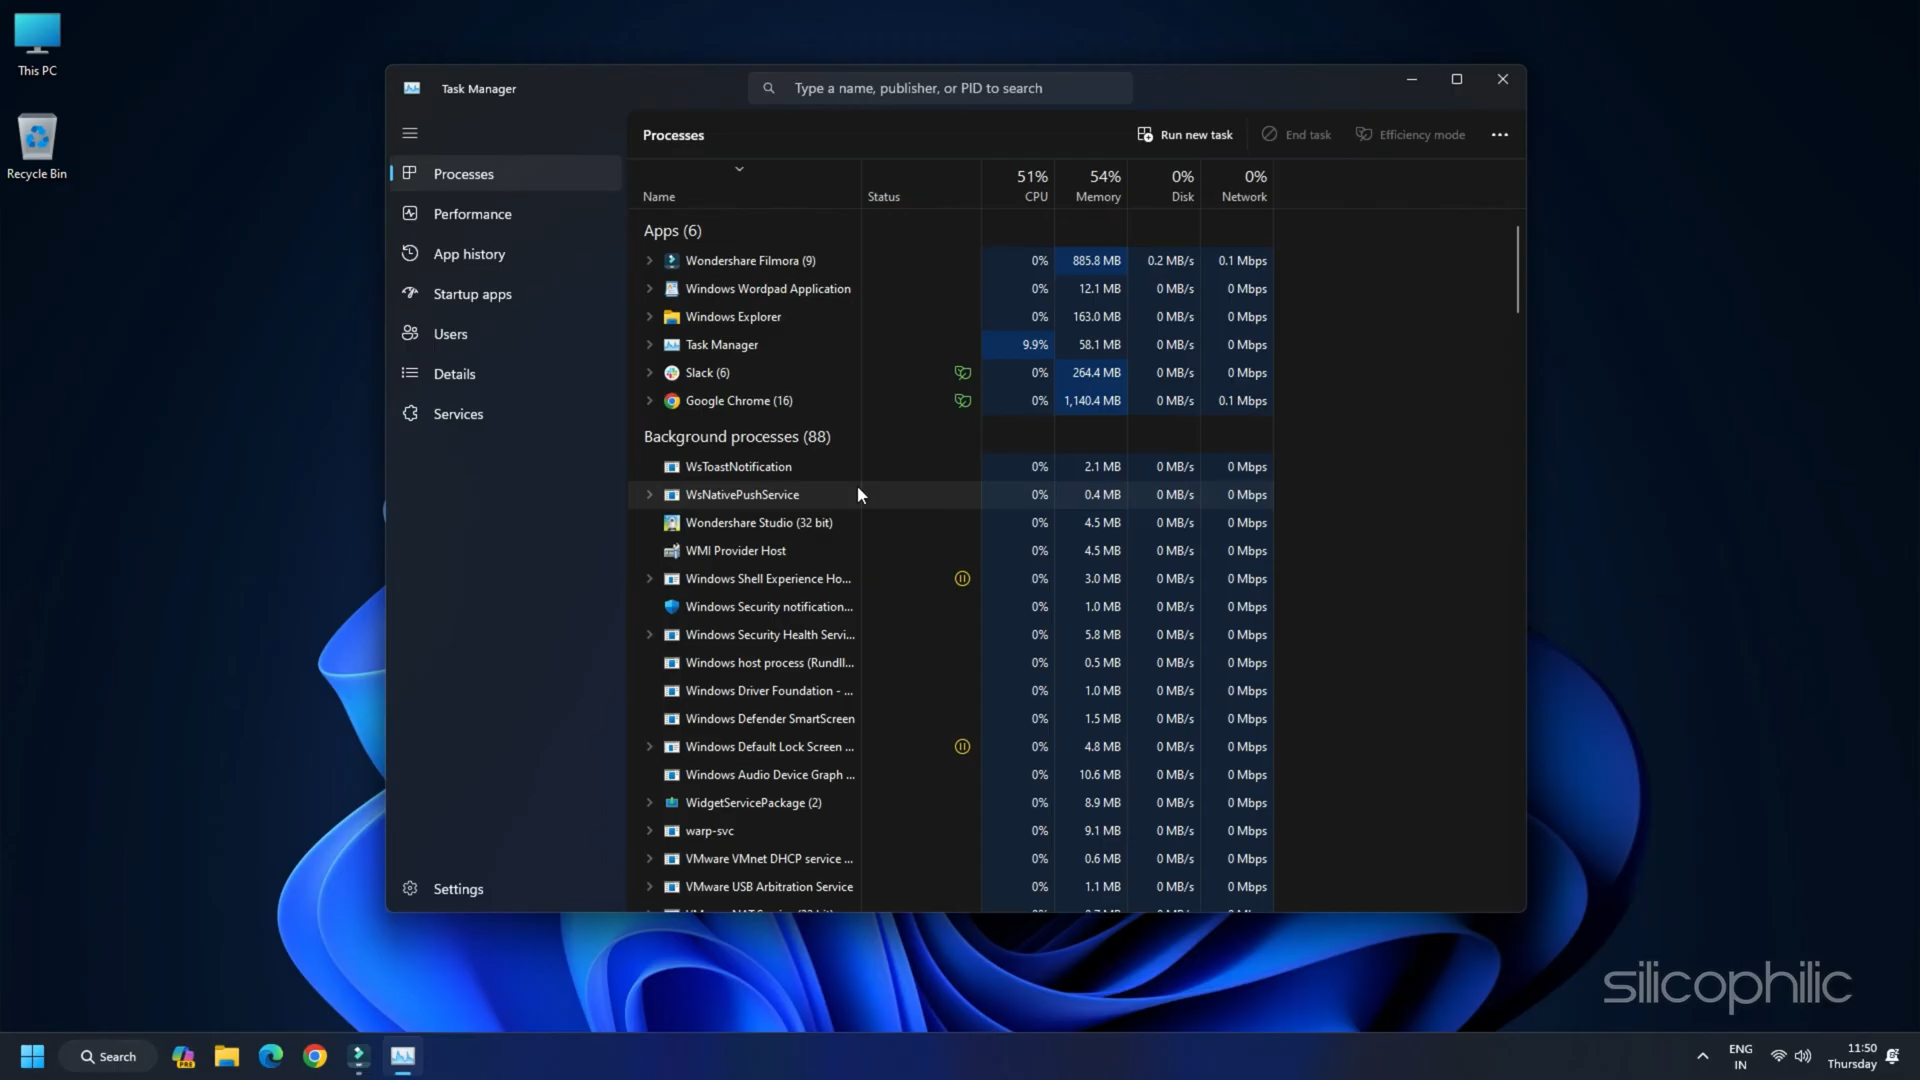 This PC
Recycle Bin
Task Manager
Type a name, publisher, or PID to search
Processes
Run new task
End task
Efficiency mode
Processes
Performance
App history
Startup apps
Users
Details
Services
Settings
51% 54% 0% 0%
Name Status CPU Memory Disk Network
Apps (6)
Wondershare Filmora (9) 0% 885.8 MB 0.2 MB/s 0.1 Mbps
Windows Wordpad Application 0% 12.1 MB 0 MB/s 0 Mbps
Windows Explorer 0% 163.0 MB 0 MB/s 0 Mbps
Task Manager 9.9% 58.1 MB 0 MB/s 0 Mbps
Slack (6) 0% 264.4 MB 0 MB/s 0 Mbps
Google Chrome (16) 0% 1,140.4 MB 0 MB/s 0.1 Mbps
Background processes (88)
WsToastNotification 0% 2.1 MB 0 MB/s 0 Mbps
WsNativePushService 0% 0.4 MB 0 MB/s 0 Mbps
Wondershare Studio (32 bit) 0% 4.5 MB 0 MB/s 0 Mbps
WMI Provider Host 0% 4.5 MB 0 MB/s 0 Mbps
Windows Shell Experience Ho... 0% 3.0 MB 0 MB/s 0 Mbps
Windows Security notification... 0% 1.0 MB 0 MB/s 0 Mbps
Windows Security Health Servi... 0% 5.8 MB 0 MB/s 0 Mbps
Windows host process (Rundll... 0% 0.5 MB 0 MB/s 0 Mbps
Windows Driver Foundation - ... 0% 1.0 MB 0 MB/s 0 Mbps
Windows Defender SmartScreen 0% 1.5 MB 0 MB/s 0 Mbps
Windows Default Lock Screen ... 0% 4.8 MB 0 MB/s 0 Mbps
Windows Audio Device Graph ... 0% 10.6 MB 0 MB/s 0 Mbps
WidgetServicePackage (2) 0% 8.9 MB 0 MB/s 0 Mbps
warp-svc 0% 9.1 MB 0 MB/s 0 Mbps
VMware VMnet DHCP service ... 0% 0.6 MB 0 MB/s 0 Mbps
VMware USB Arbitration Service 0% 1.1 MB 0 MB/s 0 Mbps
silicophilic
Search
PRE
ENG
IN
11:50
Thursday